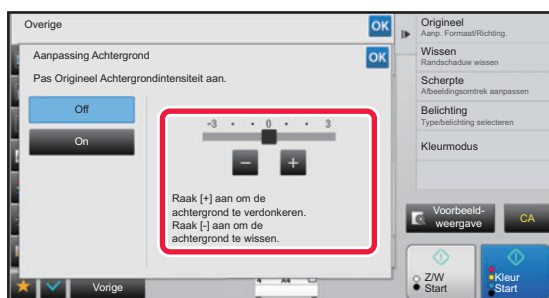 Overige
OK
Aanpassing Achtergrond
OK
Pas Origineel Achtergrondintensiteit aan.
Off
On
-3 0 3
- +
Raak [+] aan om de
achtergrond te verdonkeren.
Raak [-] aan om de
achtergrond te wissen.
Vorige
Origineel
Aanp. Formaat/Richting.
Wissen
Randschaduw wissen
Scherpte
Afbeeldingsomtrek aanpassen
Belichting
Type/belichting selecteren
Kleurmodus
Voorbeeld-
weergave
CA
Z/W
Start
Kleur
Start